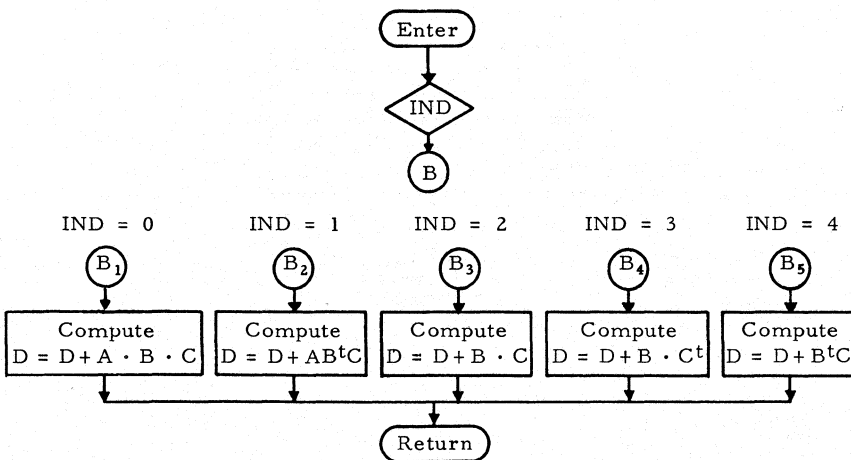 Enter
IND
B
IND = 0 IND = 1 IND = 2 IND = 3 IND = 4
B₁ B₂ B₃ B₄ B₅
Compute Compute Compute Compute Compute
D = D+A · B · C D = D+ABᵗC D = D+B · C D = D+B · Cᵗ D = D+BᵗC
Return